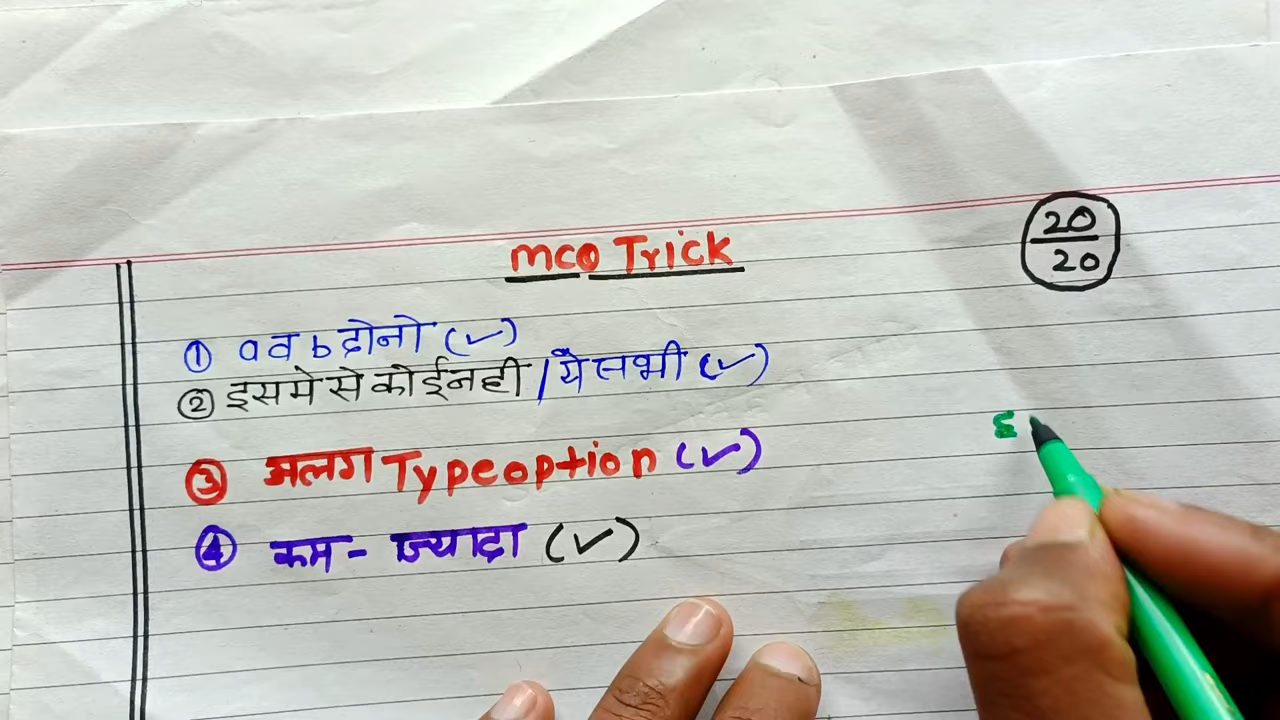 MCQ Trick
20
20
① a व b दोनो (✓)
② इसमे से कोई नही / ये सभी (✓)
③ अलग Type option (✓)
④ कम - ज्यादा (✓)